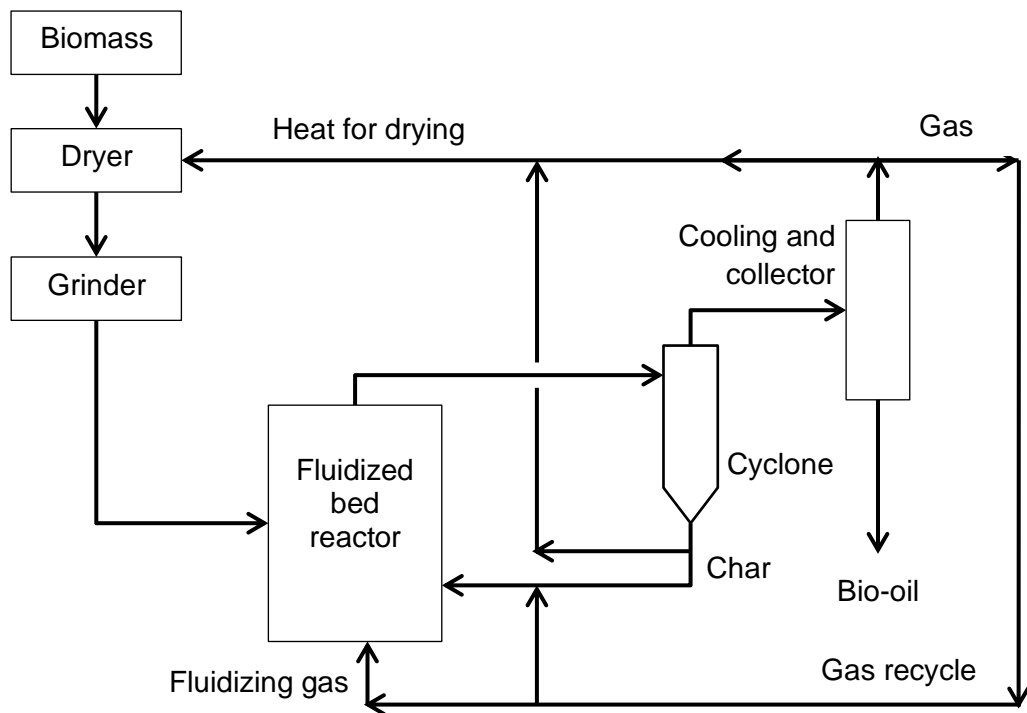 Biomass
Dryer
Heat for drying
Gas
Grinder
Cooling and
collector
Fluidized
bed
reactor
Cyclone
Char
Bio-oil
Fluidizing gas
Gas recycle